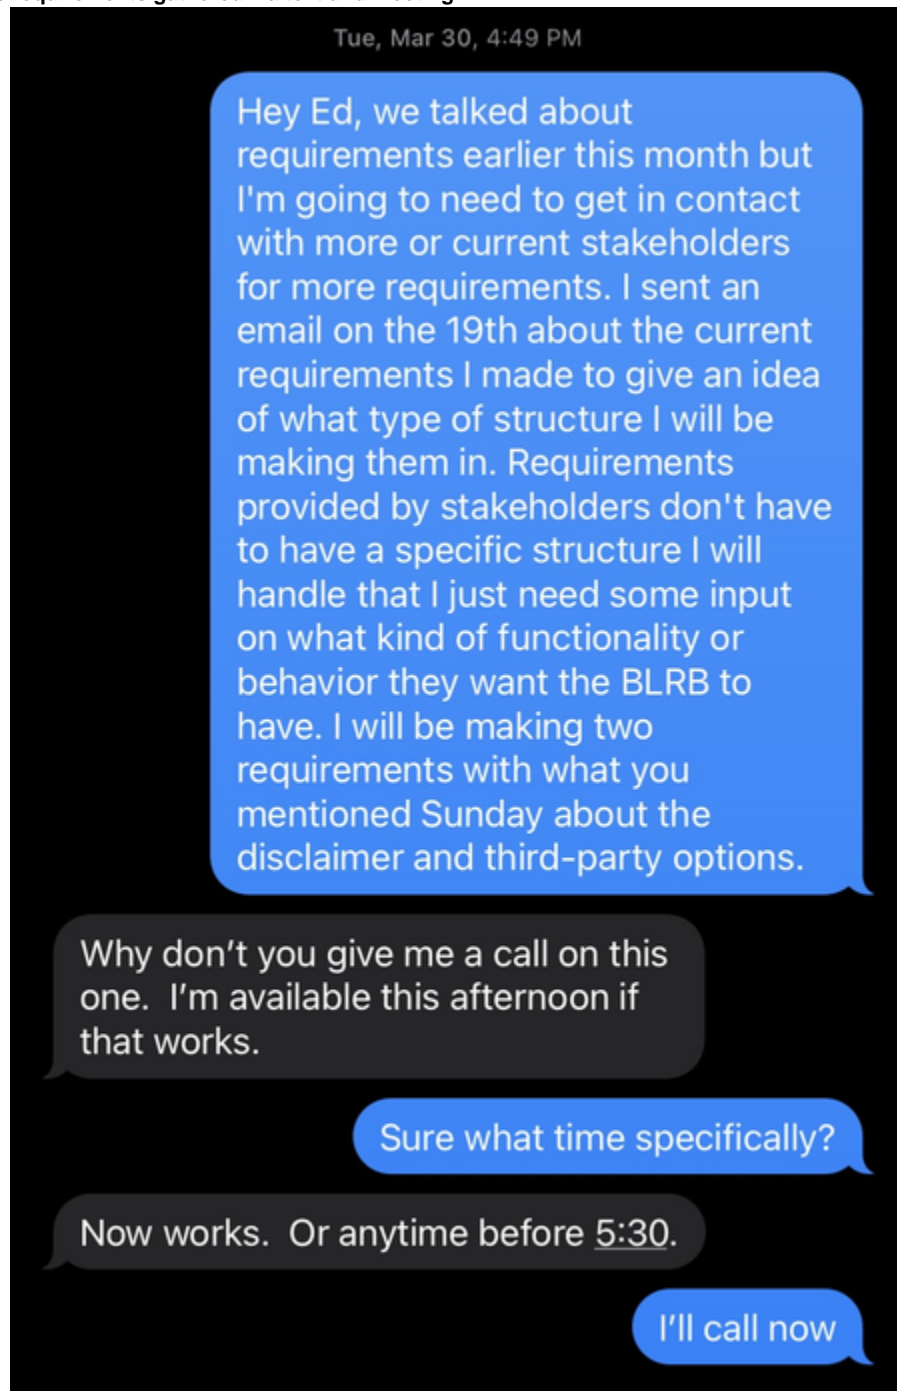 Tue, Mar 30, 4:49 PM
Hey Ed, we talked about
requirements earlier this month but
I'm going to need to get in contact
with more or current stakeholders
for more requirements. I sent an
email on the 19th about the current
requirements I made to give an idea
of what type of structure I will be
making them in. Requirements
provided by stakeholders don't have
to have a specific structure I will
handle that I just need some input
on what kind of functionality or
behavior they want the BLRB to
have. I will be making two
requirements with what you
mentioned Sunday about the
disclaimer and third-party options.
Why don’t you give me a call on this
one.  I’m available this afternoon if
that works.
Sure what time specifically?
Now works.  Or anytime before 5:30.
I’ll call now